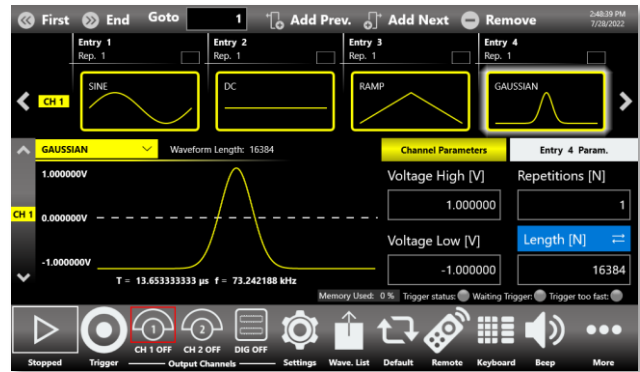 First End Goto 1 Add Prev. Add Next Remove 2:48:39 PM
7/28/2022
Entry 1 Entry 2 Entry 3 Entry 4
Rep. 1 Rep. 1 Rep. 1 Rep. 1
CH 1 SINE DC RAMP GAUSSIAN
GAUSSIAN Waveform Length: 16384 Channel Parameters Entry 4 Param.
1.000000V Voltage High [V] Repetitions [N]
1.000000 1
CH 1 0.000000V
Voltage Low [V] Length [N]
-1.000000V -1.000000 16384
T = 13.653333333 µs f = 73.242188 kHz
Memory Used: 0 % Trigger status: Waiting Trigger: Trigger too fast:
1 2
CH 1 OFF CH 2 OFF DIG OFF
Stopped Trigger Output Channels Settings Wave. List Default Remote Keyboard Beep More